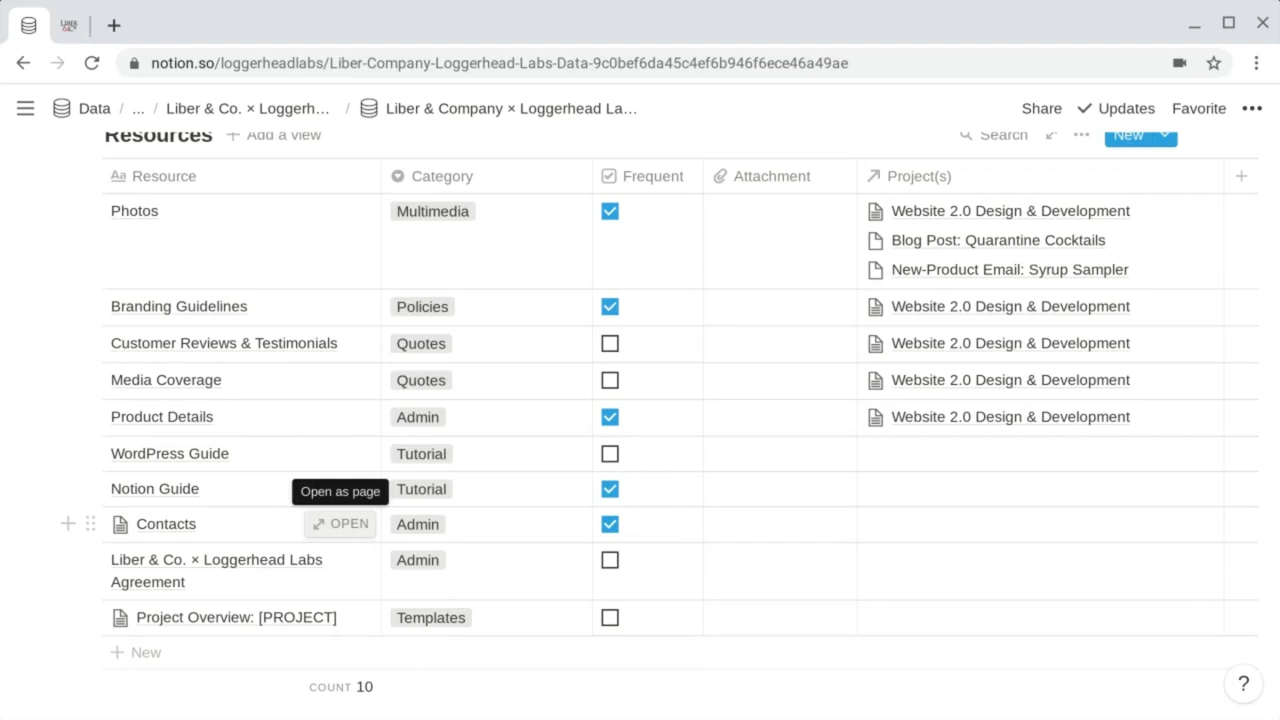 LIBER
& CO.
notion.so/loggerheadlabs/Liber-Company-Loggerhead-Labs-Data-9c0bef6da45c4ef6b946f6ece46a49ae
Data / ... / Liber & Co. × Loggerh... / Liber & Company × Loggerhead La... Share Updates Favorite
Resources Add a view Search New
Aa Resource Category Frequent Attachment Project(s)
Photos Multimedia Website 2.0 Design & Development
Blog Post: Quarantine Cocktails
New-Product Email: Syrup Sampler
Branding Guidelines Policies Website 2.0 Design & Development
Customer Reviews & Testimonials Quotes Website 2.0 Design & Development
Media Coverage Quotes Website 2.0 Design & Development
Product Details Admin Website 2.0 Design & Development
WordPress Guide Tutorial
Notion Guide Open as page Tutorial
Contacts OPEN Admin
Liber & Co. × Loggerhead Labs Admin
Agreement
Project Overview: [PROJECT] Templates
New
COUNT 10
?